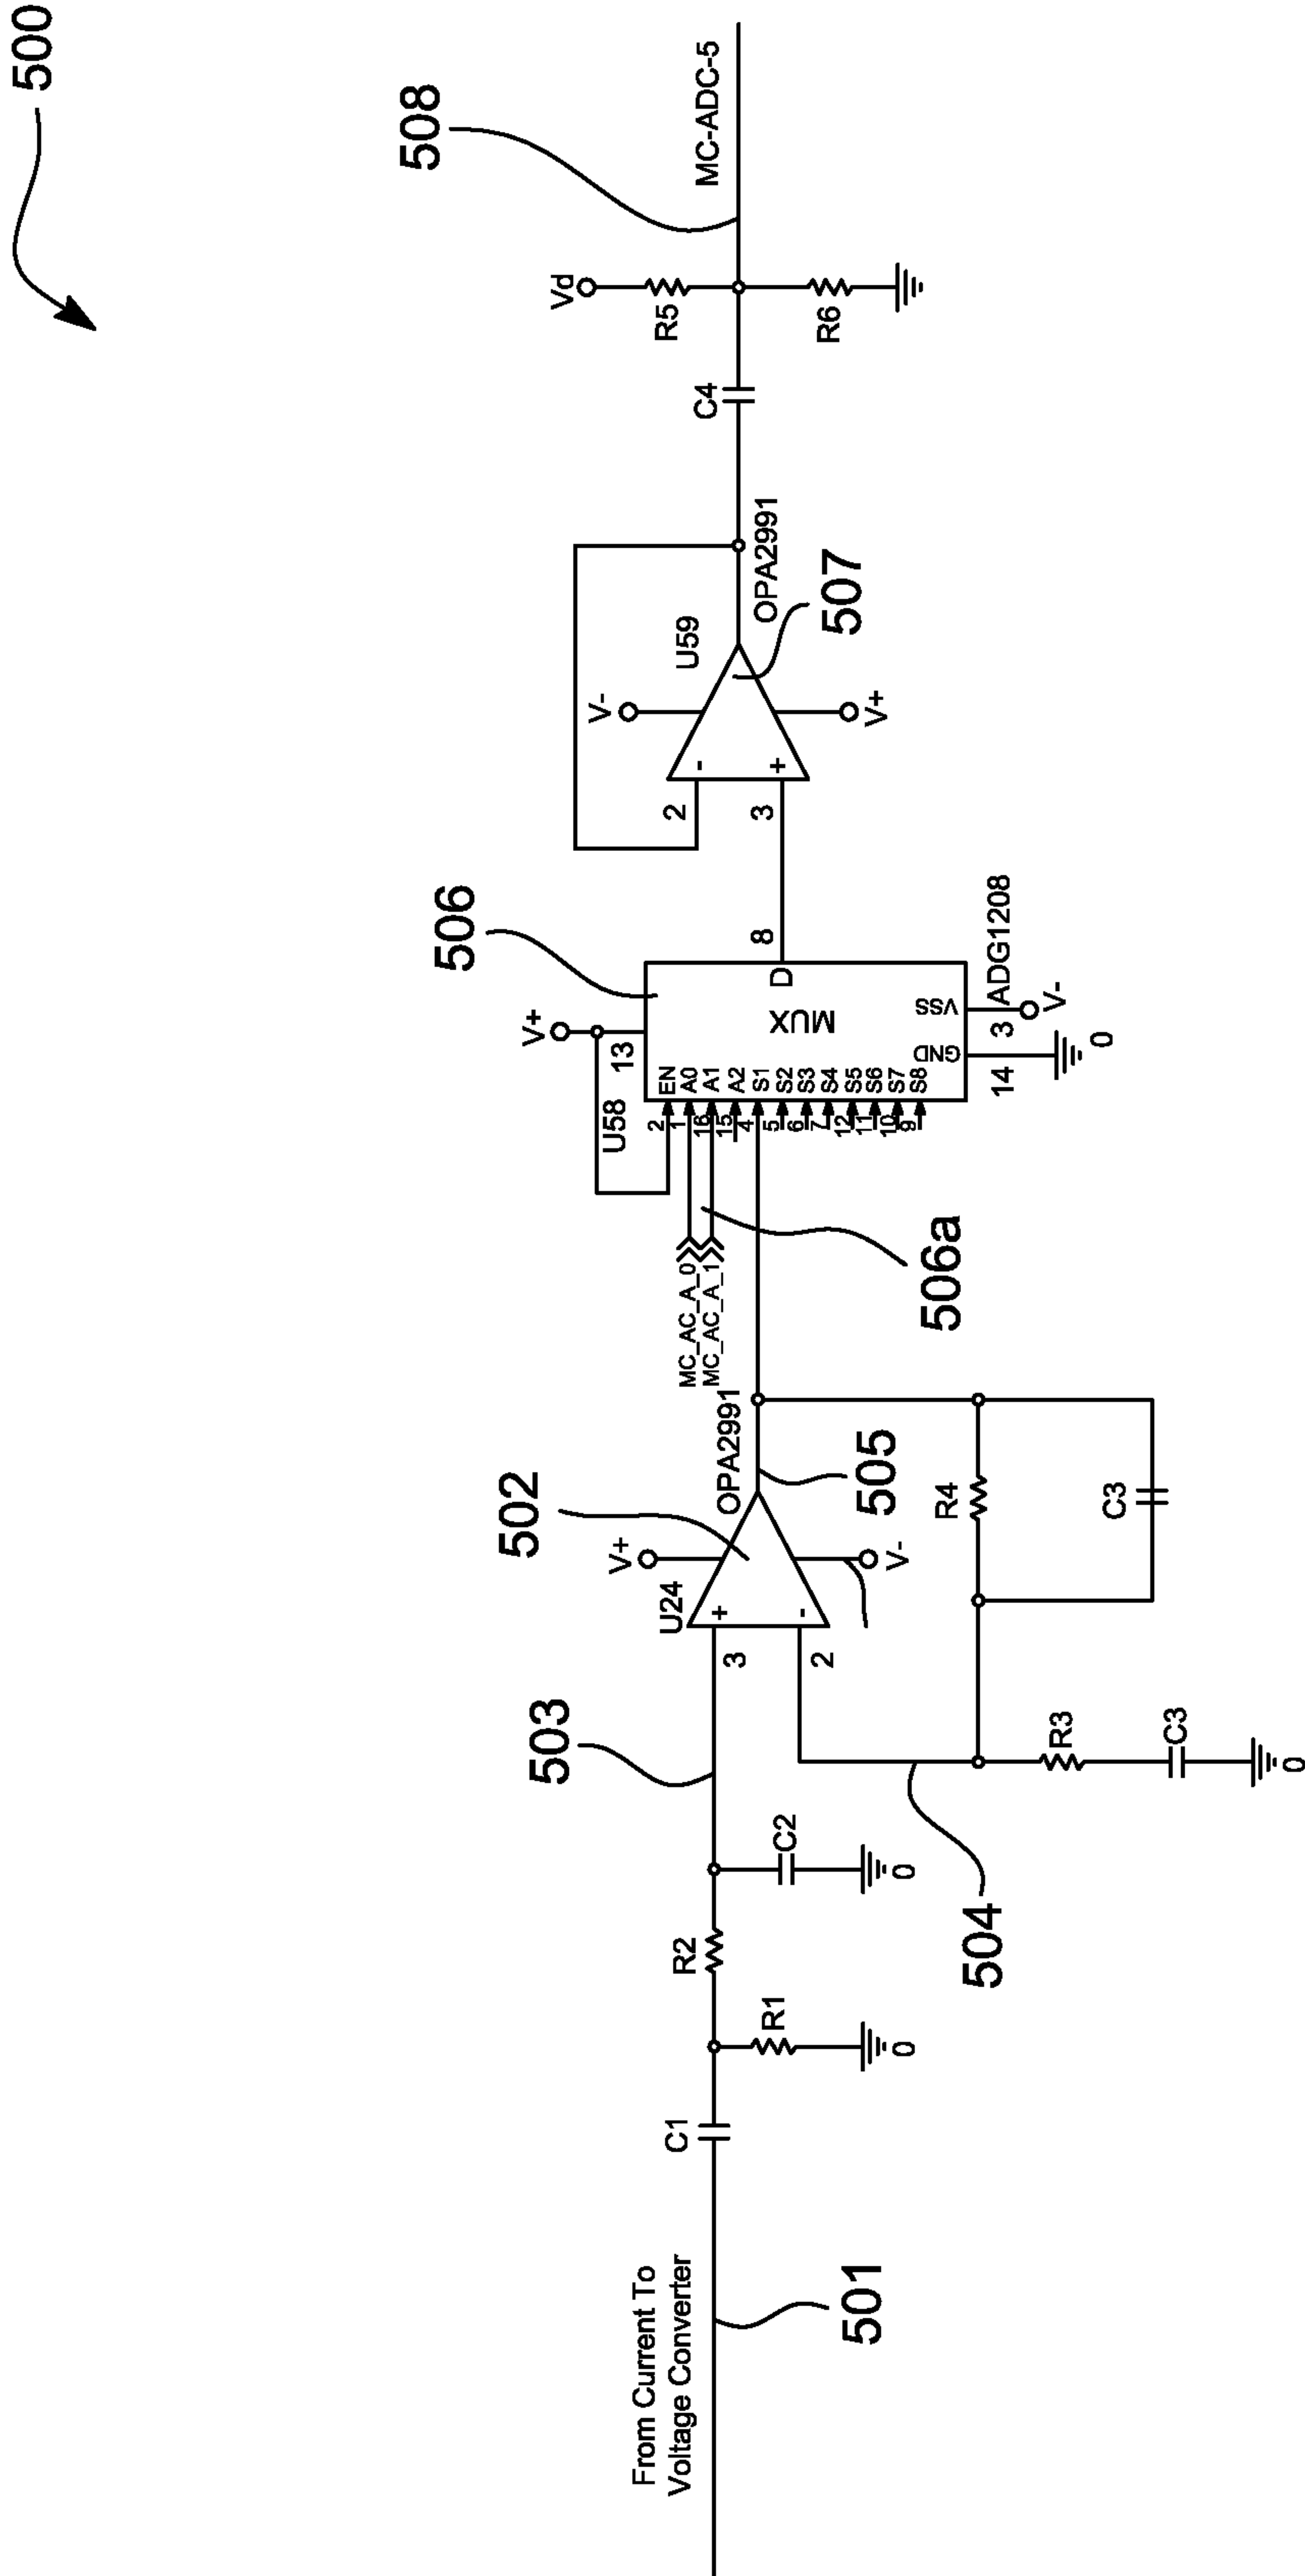 500
508
MC-ADC-5
Vd
R5
R6
C4
OPA2991
507
U59
V-
V+
-
+
2
3
506
8
D
MUX
ADG1208
V+
13
VSS
3
V-
GND
14
0
U58
EN
A0
A1
A2
S1
S2
S3
S4
S5
S6
S7
S8
2
1
16
15
4
5
6
7
12
11
10
9
506a
MC_AC_A_0
MC_AC_A_1
OPA2991
505
502
V+
V-
U24
+
-
3
2
R4
C3
503
504
R3
C3
0
C2
0
R2
R1
0
C1
From Current To
Voltage Converter
501